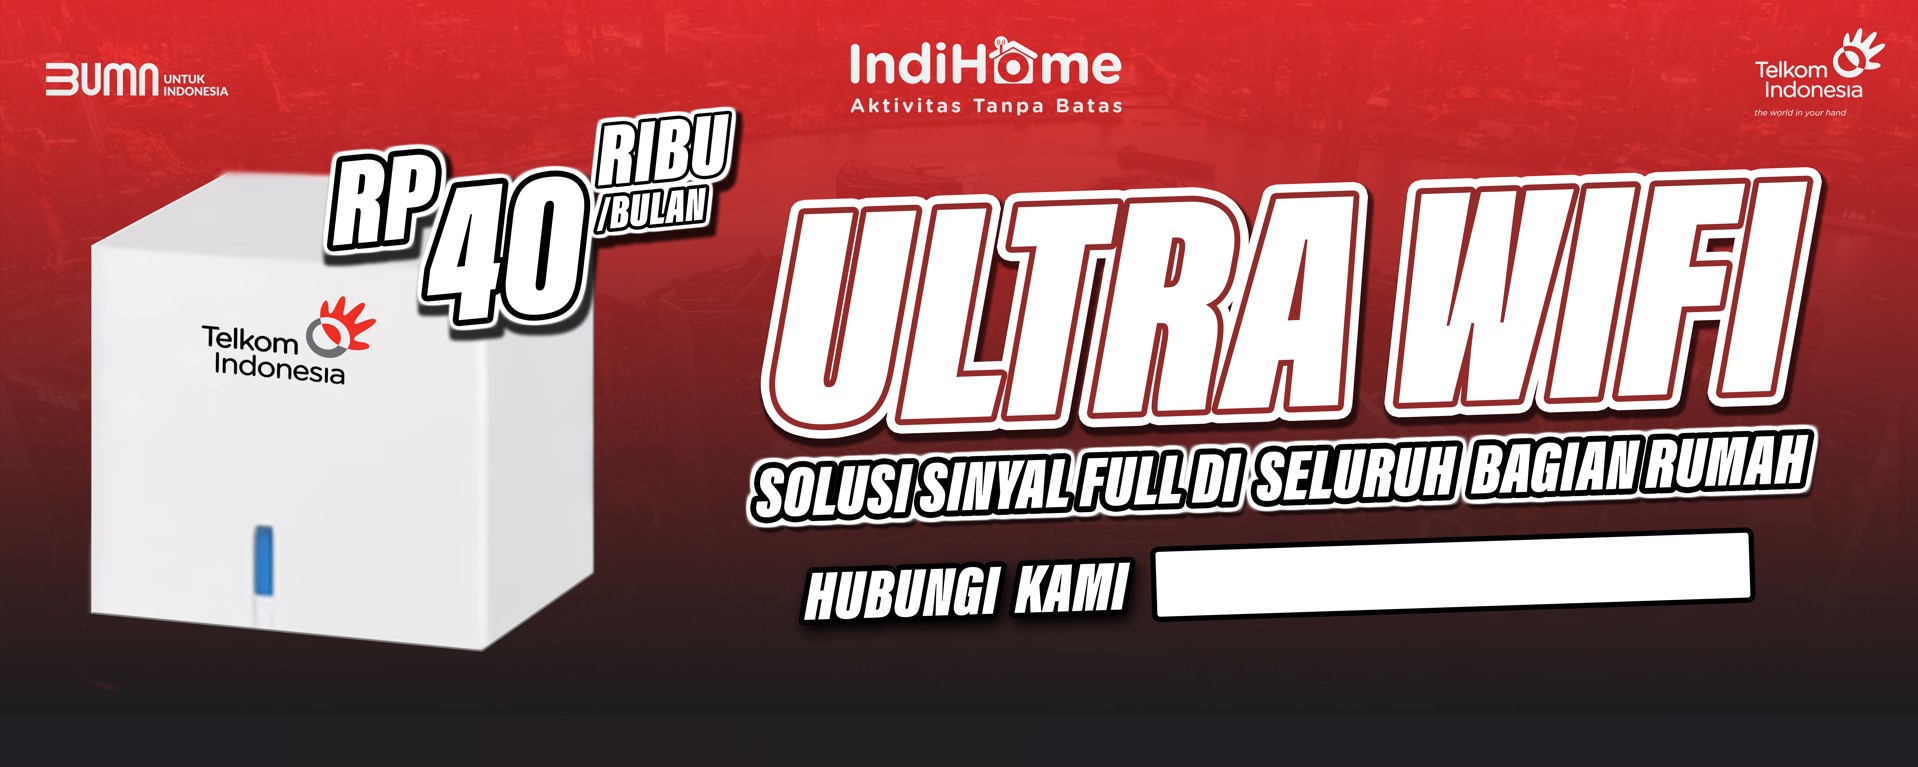 BUMN UNTUK
INDONESIA
IndiHome
Aktivitas Tanpa Batas
Telkom
Indonesia
the world in your hand
RP 40 RIBU
/BULAN
Telkom
Indonesia
ULTRA WIFI
SOLUSI SINYAL FULL DI SELURUH BAGIAN RUMAH
HUBUNGI KAMI